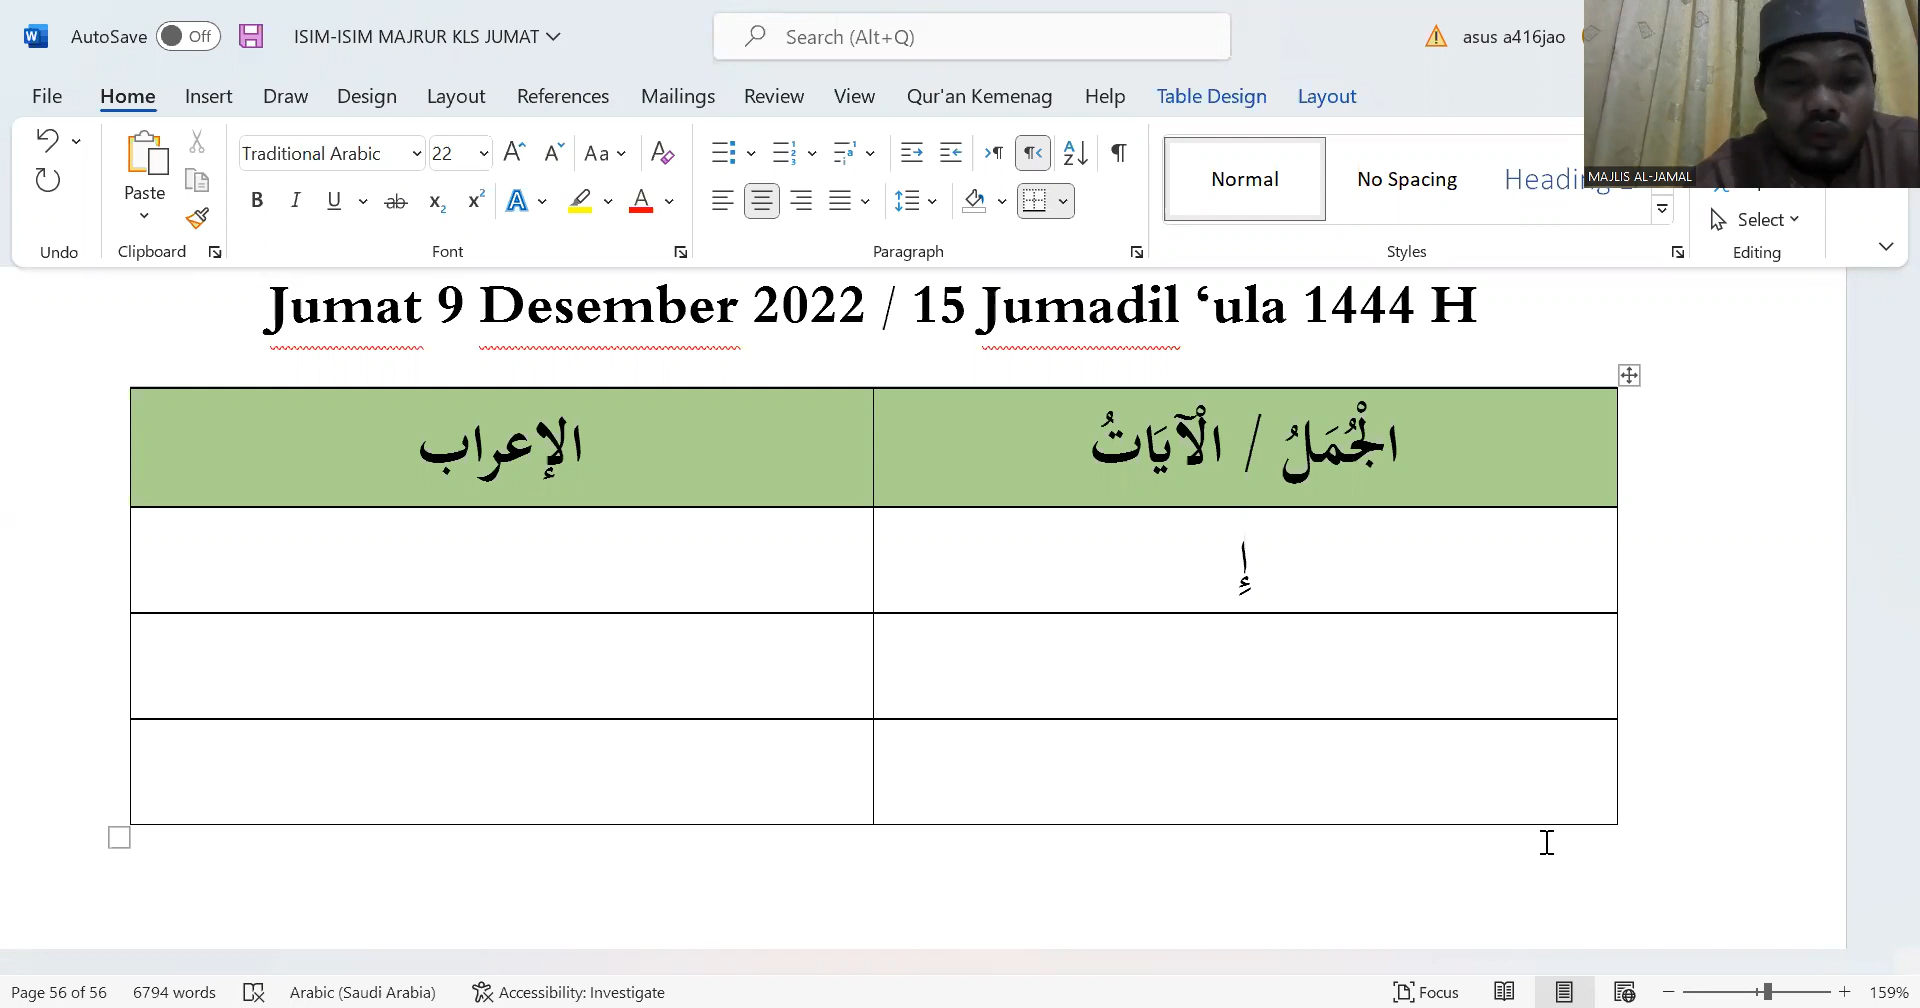 AutoSave Off ISIM-ISIM MAJRUR KLS JUMAT Search (Alt+Q) asus a416jao
File Home Insert Draw Design Layout References Mailings Review View Qur'an Kemenag Help Table Design Layout
Traditional Arabic 22 Aa
Paste
Normal No Spacing Heading
MAJLIS AL-JAMAL
Select
Undo Clipboard Font Paragraph Styles Editing
Jumat 9 Desember 2022 / 15 Jumadil ‘ula 1444 H
الْجُمَلُ / الْآيَاتُ الإعراب
إِ
Page 56 of 56 6794 words Arabic (Saudi Arabia) Accessibility: Investigate Focus 159%